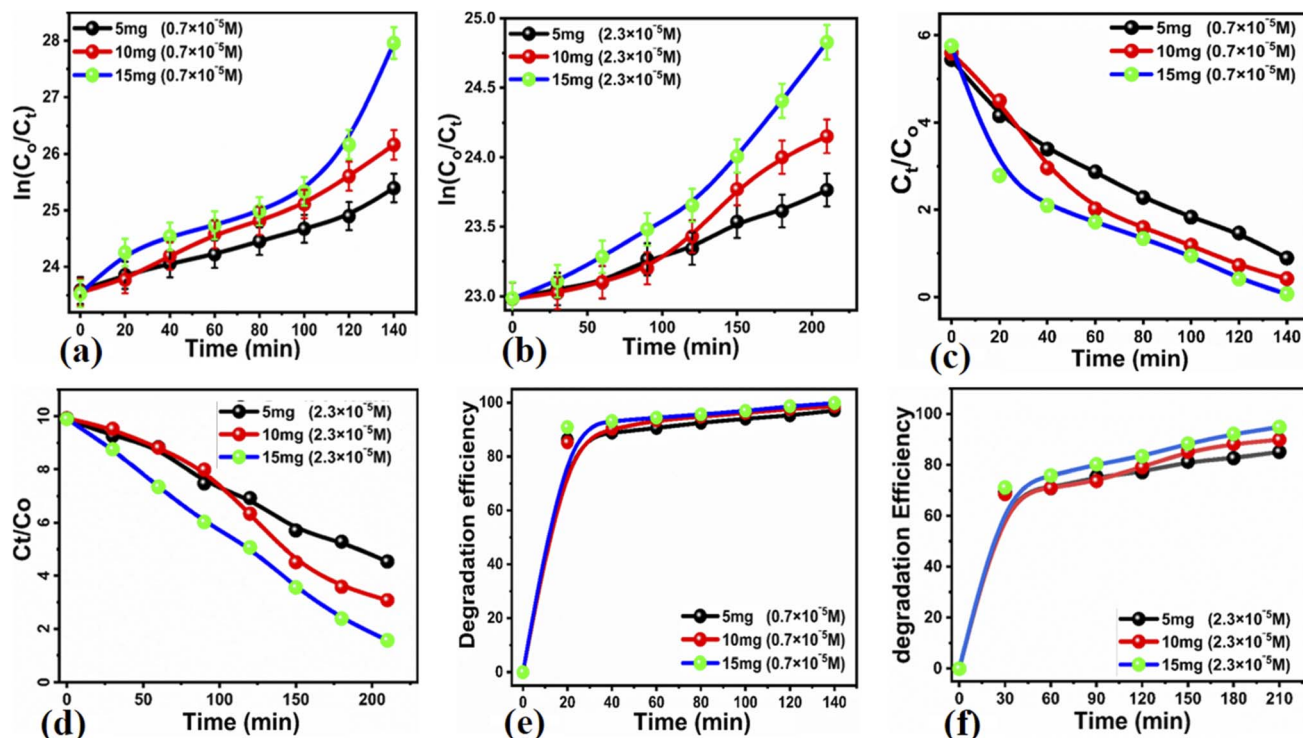 28
27
26
25
24
ln(Cₒ/Cₜ)
5mg (0.7×10⁻⁵M)
10mg (0.7×10⁻⁵M)
15mg (0.7×10⁻⁵M)
0 20 40 60 80 100 120 140
Time (min)
(a)
25.0
24.5
24.0
23.5
23.0
ln(Cₒ/Cₜ)
5mg (2.3×10⁻⁵M)
10mg (2.3×10⁻⁵M)
15mg (2.3×10⁻⁵M)
0 50 100 150 200
Time (min)
(b)
6
4
2
0
Cₜ/Cₒ
5mg (0.7×10⁻⁵M)
10mg (0.7×10⁻⁵M)
15mg (0.7×10⁻⁵M)
0 20 40 60 80 100 120 140
Time (min)
(c)
10
8
6
4
2
0
Ct/Co
5mg (2.3×10⁻⁵M)
10mg (2.3×10⁻⁵M)
15mg (2.3×10⁻⁵M)
0 50 100 150 200
Time (min)
(d)
100
80
60
40
20
0
Degradation efficiency
5mg (0.7×10⁻⁵M)
10mg (0.7×10⁻⁵M)
15mg (0.7×10⁻⁵M)
0 20 40 60 80 100 120 140
Time (min)
(e)
100
80
60
40
20
0
degradation Efficiency
5mg (2.3×10⁻⁵M)
10mg (2.3×10⁻⁵M)
15mg (2.3×10⁻⁵M)
0 30 60 90 120 150 180 210
Time (min)
(f)